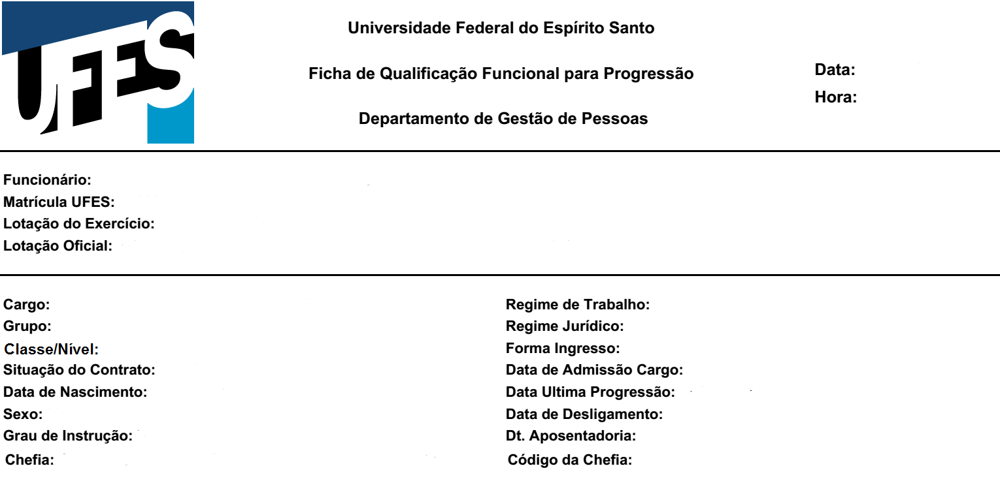 UFES
Universidade Federal do Espírito Santo
Ficha de Qualificação Funcional para Progressão
Departamento de Gestão de Pessoas
Data:
Hora:
Funcionário:
Matrícula UFES:
Lotação do Exercício:
Lotação Oficial:
Cargo:
Grupo:
Classe/Nível:
Situação do Contrato:
Data de Nascimento:
Sexo:
Grau de Instrução:
Chefia:
Regime de Trabalho:
Regime Jurídico:
Forma Ingresso:
Data de Admissão Cargo:
Data Ultima Progressão:
Data de Desligamento:
Dt. Aposentadoria:
Código da Chefia: